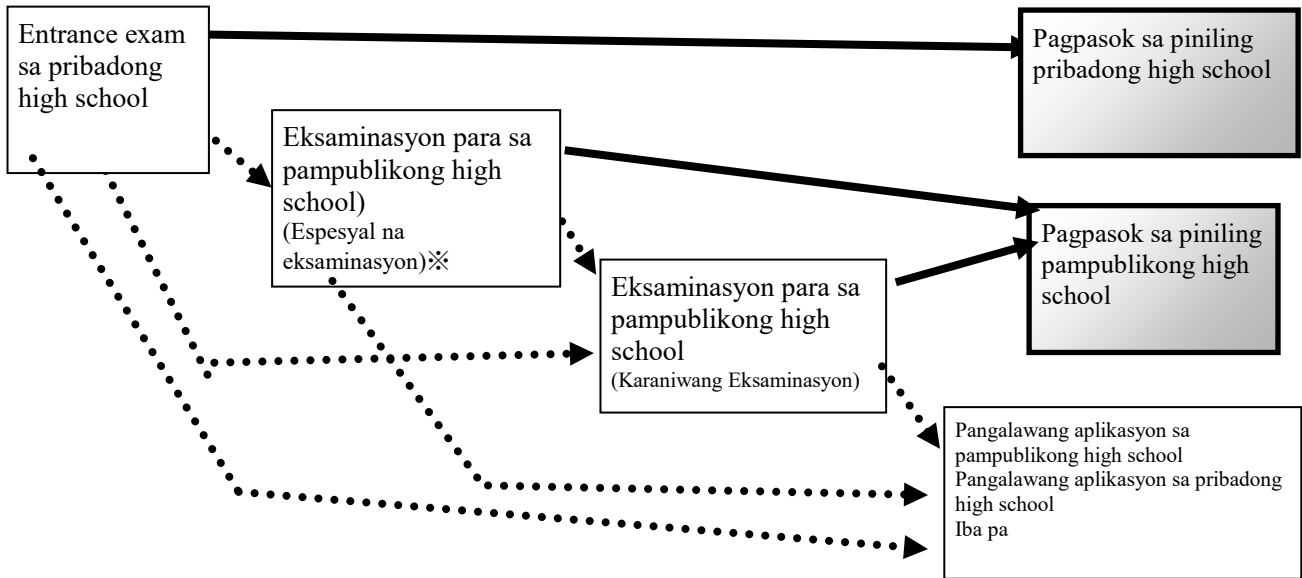 Entrance exam
sa pribadong
high school
Pagpasok sa piniling
pribadong high school
Eksaminasyon para sa
pampublikong high
school)
(Espesyal na
eksaminasyon)※
Pagpasok sa piniling
pampublikong high
school
Eksaminasyon para sa
pampublikong high
school
(Karaniwang Eksaminasyon)
Pangalawang aplikasyon sa
pampublikong high school
Pangalawang aplikasyon sa pribadong
high school
Iba pa